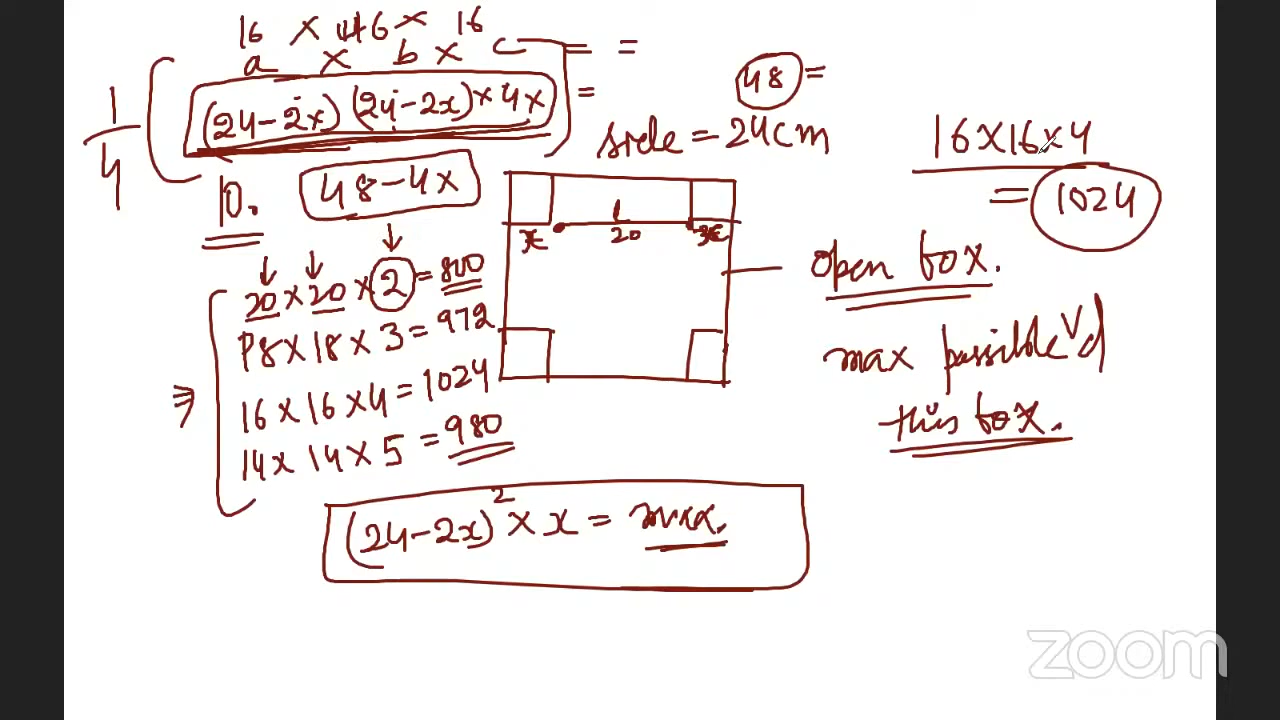 16 × 16 × 16
a × b × c = =
1/4 [(24-2x)(24-2x)×4x] =
48 =
side = 24cm
16×16×4
= 1024
10. 48-4x
x 20 x
20×20×2=800
18×18×3=972
16×16×4=1024
14×14×5=980
open box.
max possible V of
this box.
(24-2x)²×x = max.
zoom